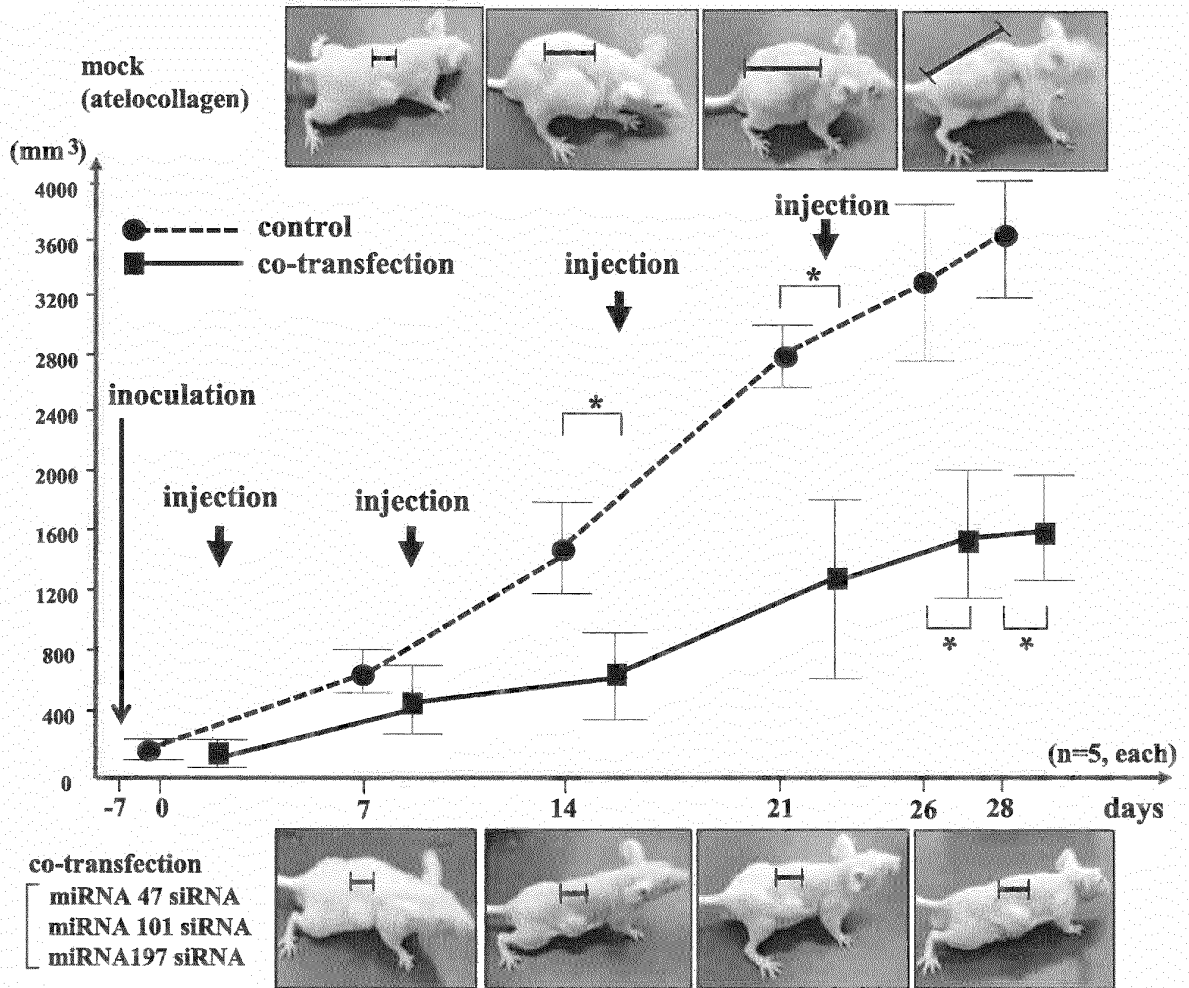 mock
(atelocollagen)
(mm³)
4000
3600
3200
2800
2400
2000
1600
1200
800
400
0
control
co-transfection
inoculation
injection
injection
injection
injection
*
*
*
*
(n=5, each)
-7 0 7 14 21 26 28 days
co-transfection
miRNA 47 siRNA
miRNA 101 siRNA
miRNA197 siRNA